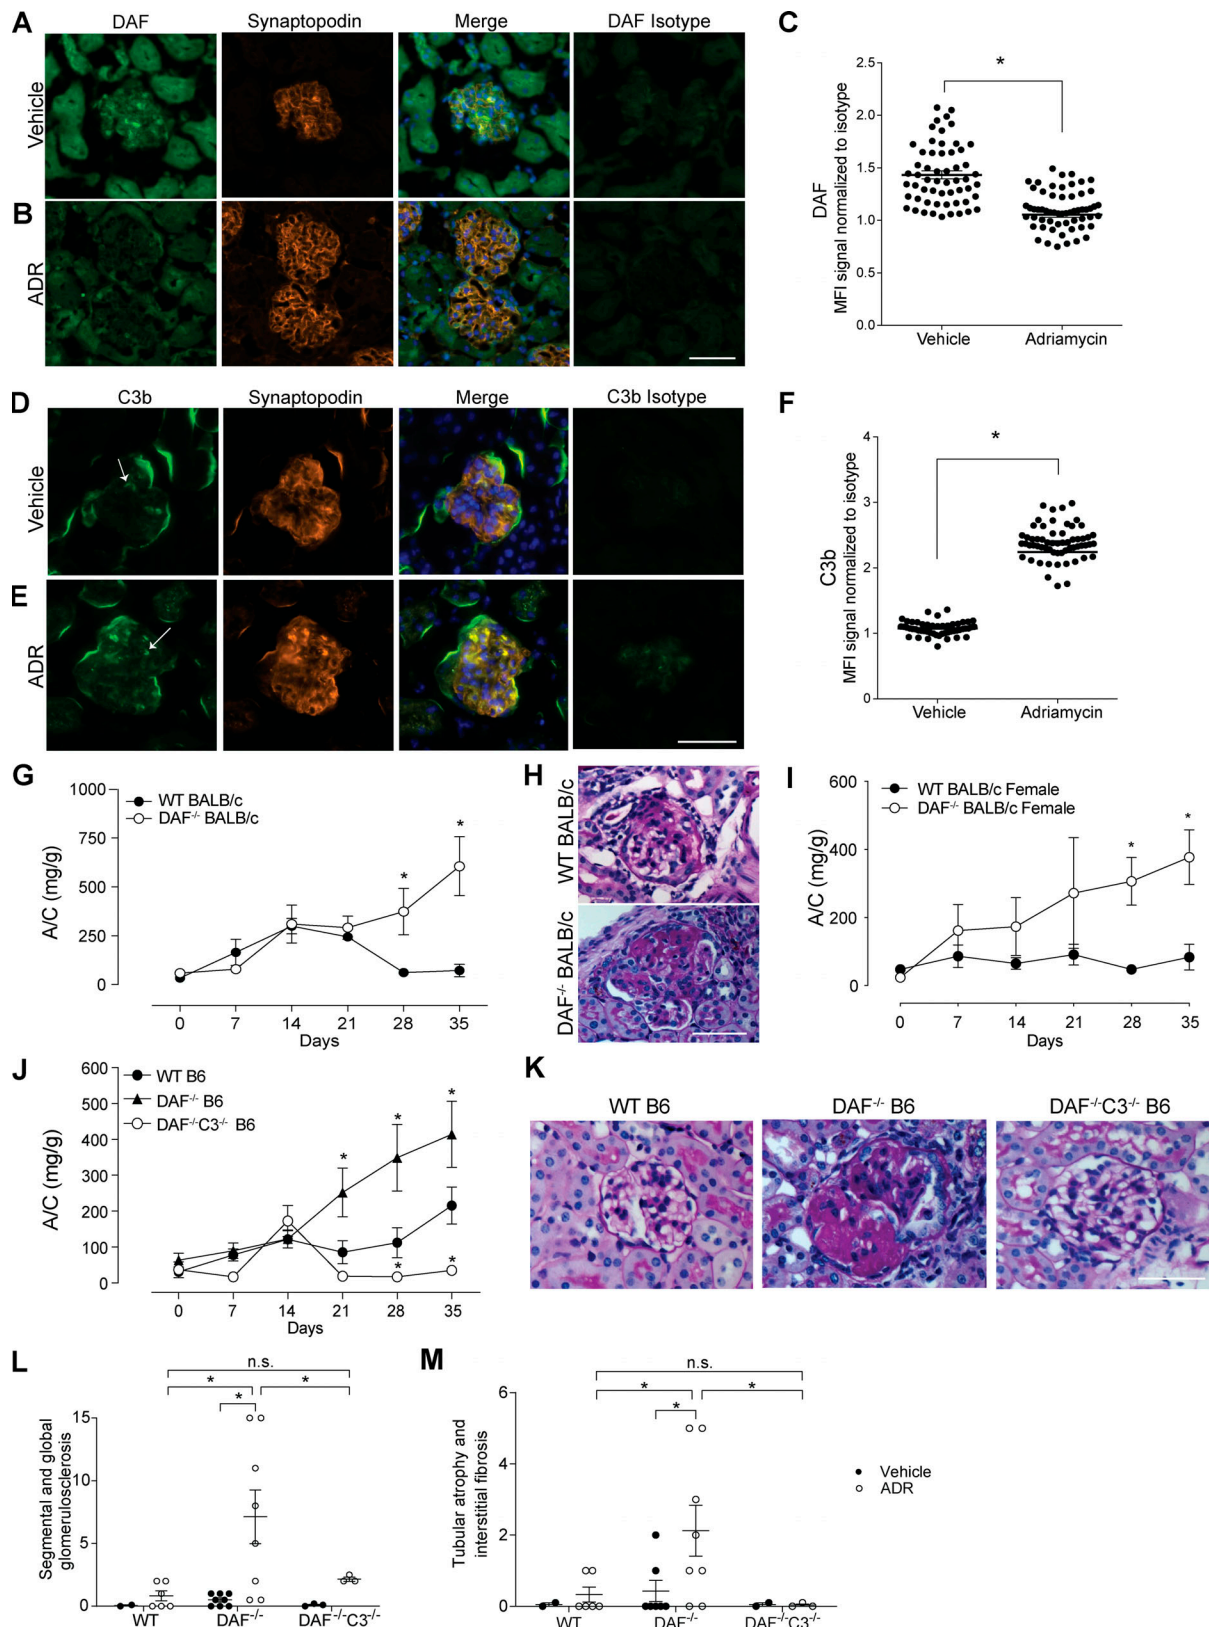 A
DAF
Synaptopodin
Merge
DAF Isotype
Vehicle
B
ADR
C
2.5
2.0
1.5
1.0
0.5
0.0
DAF
MFI signal normalized to isotype
*
Vehicle
Adriamycin
D
C3b
Synaptopodin
Merge
C3b Isotype
Vehicle
E
ADR
F
4
3
2
1
0
C3b
MFI signal normalized to isotype
*
Vehicle
Adriamycin
G
1000
750
500
250
0
A/C (mg/g)
WT BALB/c
DAF-/- BALB/c
*
*
0 7 14 21 28 35
Days
H
WT BALB/c
DAF-/- BALB/c
I
600
400
200
0
A/C (mg/g)
WT BALB/c Female
DAF-/- BALB/c Female
*
*
0 7 14 21 28 35
Days
J
600
500
400
300
200
100
0
A/C (mg/g)
WT B6
DAF-/- B6
DAF-/-C3-/- B6
*
*
*
*
*
0 7 14 21 28 35
Days
K
WT B6
DAF-/- B6
DAF-/-C3-/- B6
L
15
10
5
0
Segmental and global
glomerulosclerosis
n.s.
* *
*
WT DAF-/- DAF-/-C3-/-
M
6
4
2
0
Tubular atrophy and
interstitial fibrosis
n.s.
* *
*
WT DAF-/- DAF-/-C3-/-
Vehicle
ADR